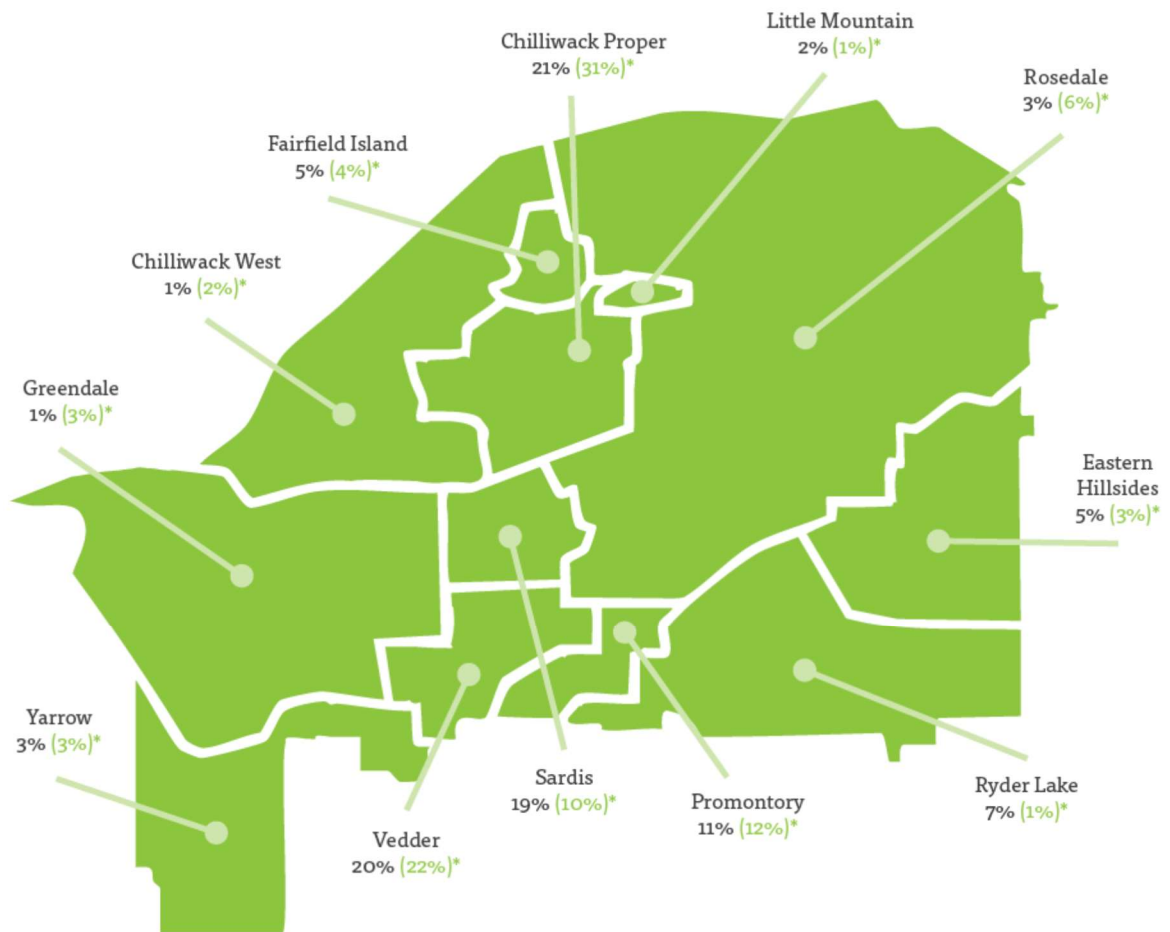 Little Mountain
2% (1%)*
Chilliwack Proper
21% (31%)*
Rosedale
3% (6%)*
Fairfield Island
5% (4%)*
Chilliwack West
1% (2%)*
Greendale
1% (3%)*
Eastern
Hillsides
5% (3%)*
Yarrow
3% (3%)*
Sardis
19% (10%)*
Promontory
11% (12%)*
Ryder Lake
7% (1%)*
Vedder
20% (22%)*